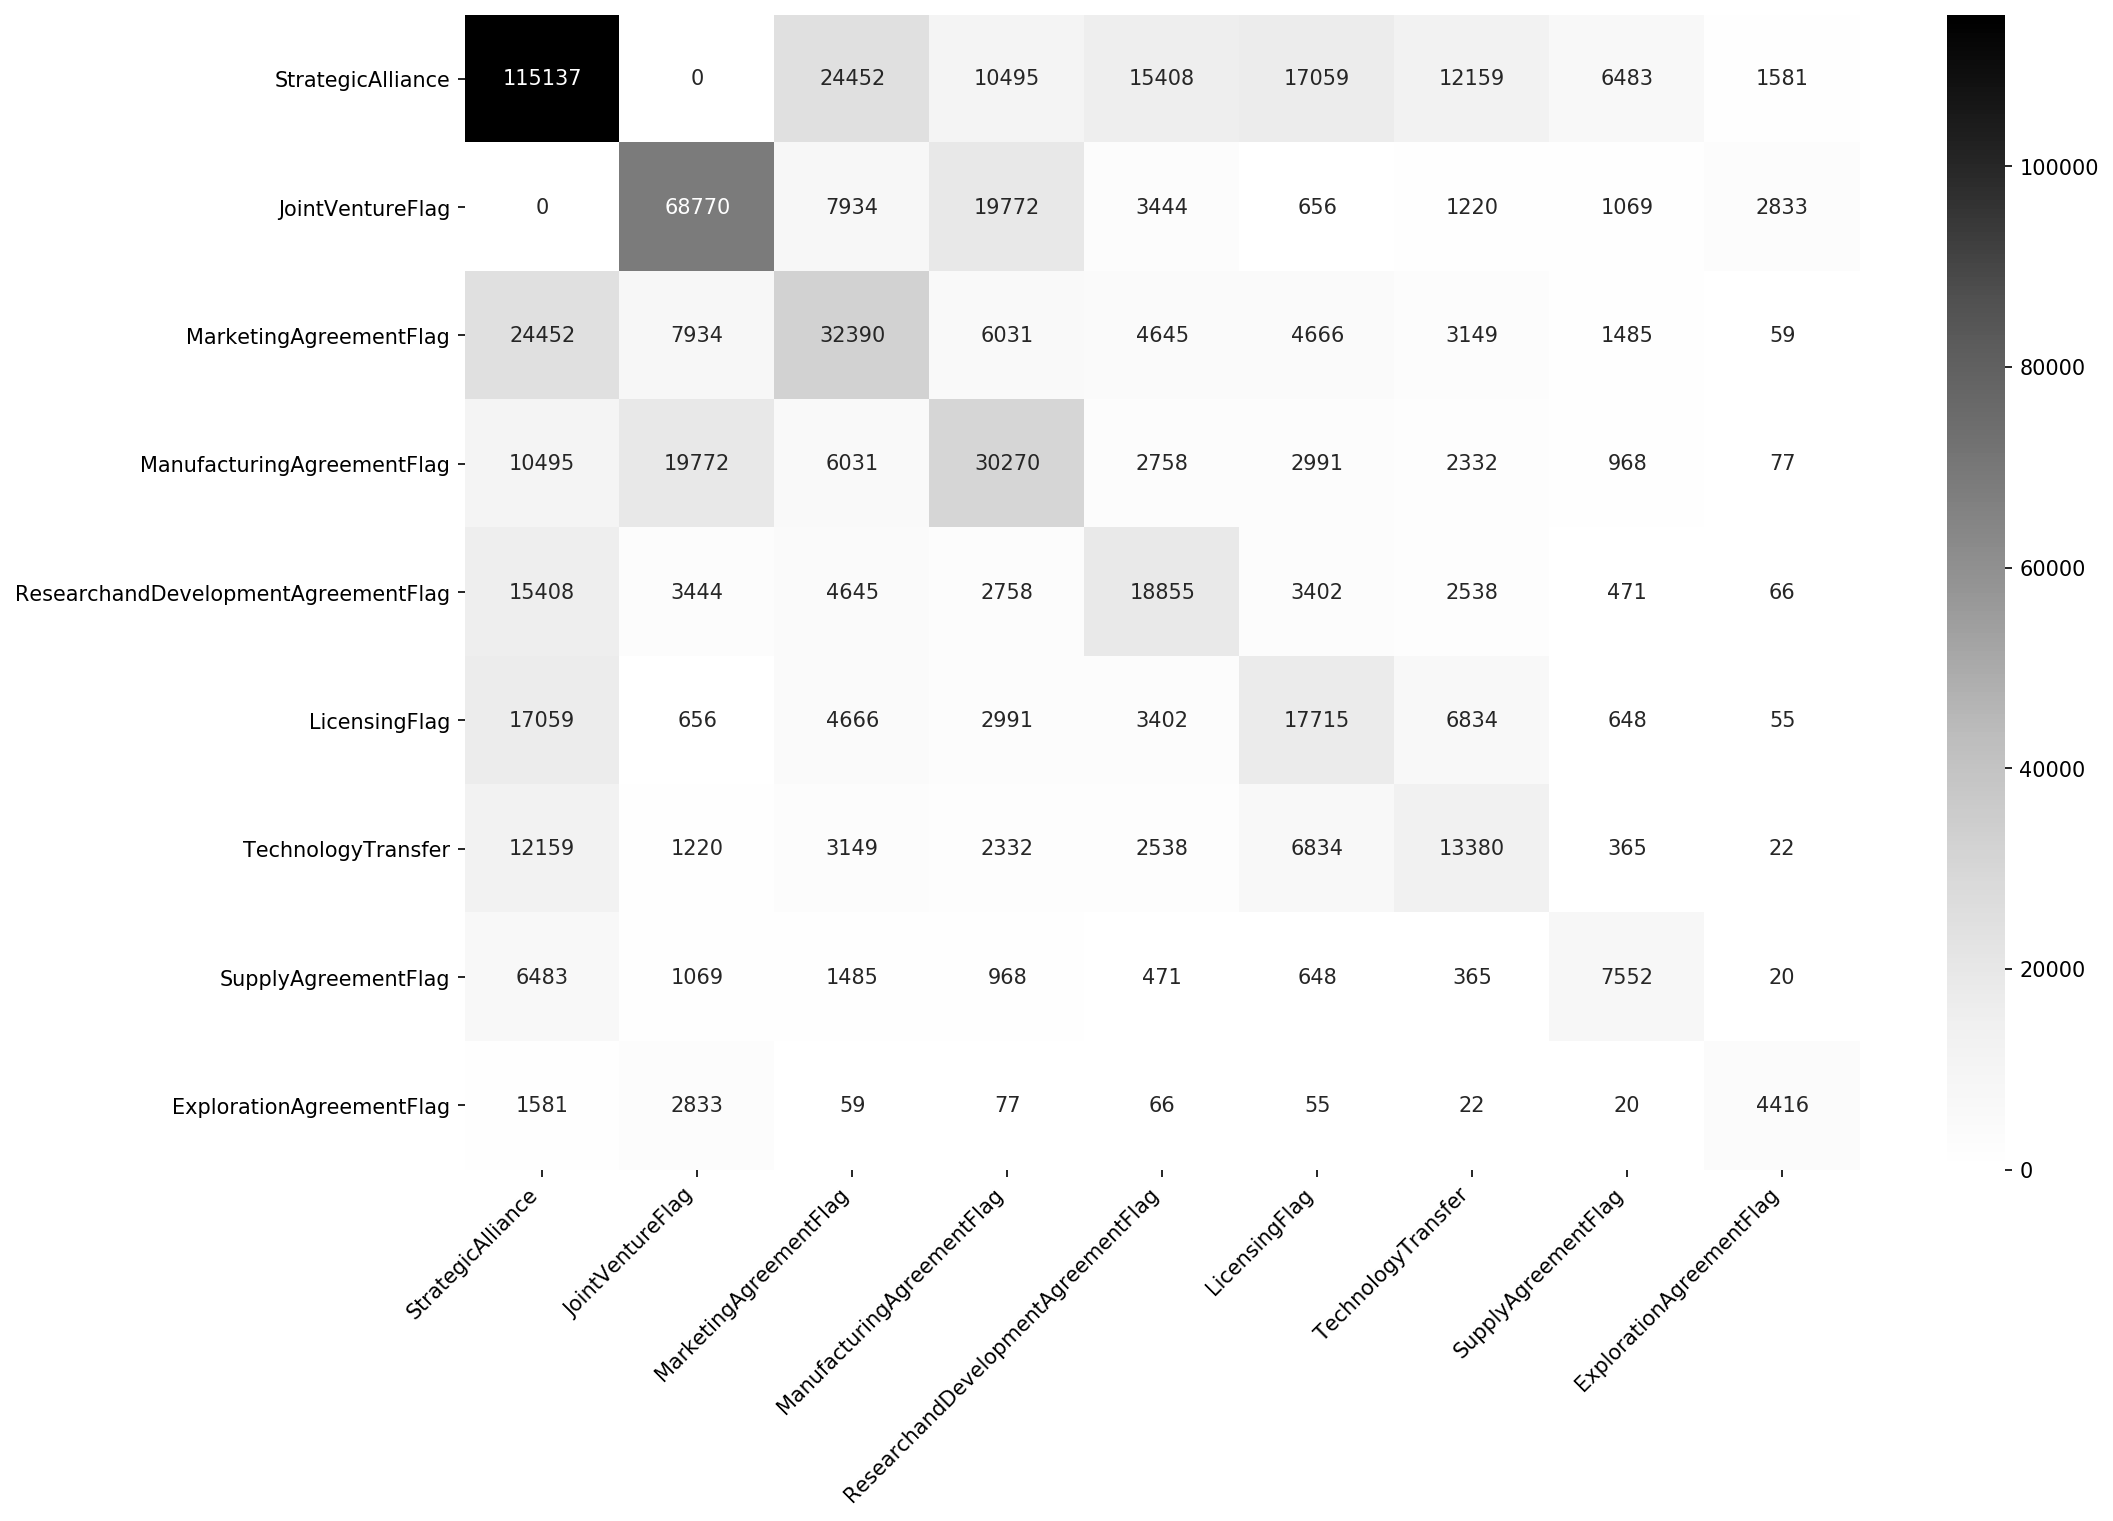 StrategicAlliance 115137 0 24452 10495 15408 17059 12159 6483 1581
JointVentureFlag 0 68770 7934 19772 3444 656 1220 1069 2833
MarketingAgreementFlag 24452 7934 32390 6031 4645 4666 3149 1485 59
ManufacturingAgreementFlag 10495 19772 6031 30270 2758 2991 2332 968 77
ResearchandDevelopmentAgreementFlag 15408 3444 4645 2758 18855 3402 2538 471 66
LicensingFlag 17059 656 4666 2991 3402 17715 6834 648 55
TechnologyTransfer 12159 1220 3149 2332 2538 6834 13380 365 22
SupplyAgreementFlag 6483 1069 1485 968 471 648 365 7552 20
ExplorationAgreementFlag 1581 2833 59 77 66 55 22 20 4416
StrategicAlliance
JointVentureFlag
MarketingAgreementFlag
ManufacturingAgreementFlag
ResearchandDevelopmentAgreementFlag
LicensingFlag
TechnologyTransfer
SupplyAgreementFlag
ExplorationAgreementFlag
100000
80000
60000
40000
20000
0